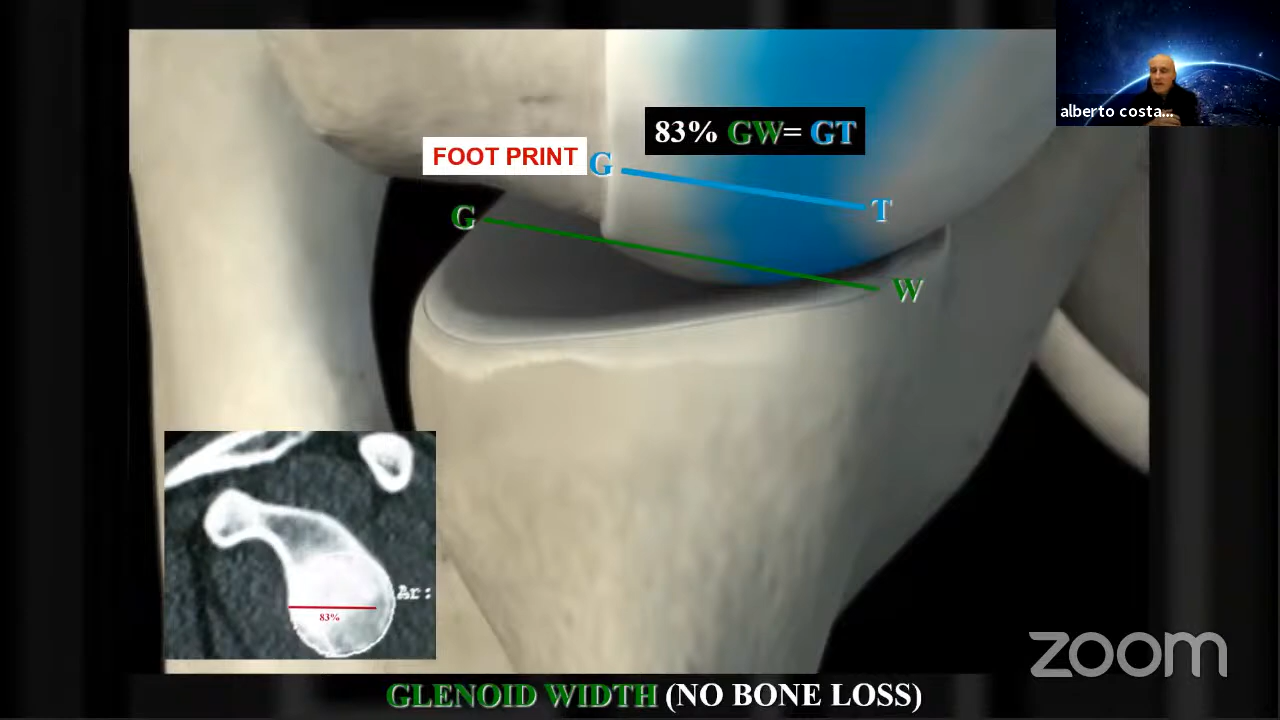 alberto costa...
83% GW= GT
FOOT PRINT
G
T
G
W
Ar:
83%
zoom
GLENOID WIDTH (NO BONE LOSS)